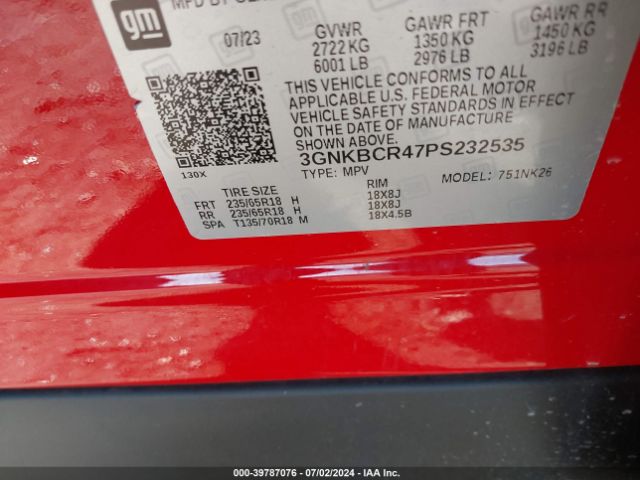 gm
MFD BY
07/23
GVWR
2722 KG
6001 LB
GAWR FRT
1350 KG
2976 LB
GAWR RR
1450 KG
3196 LB
THIS VEHICLE CONFORMS TO ALL
APPLICABLE U.S. FEDERAL MOTOR
VEHICLE SAFETY STANDARDS IN EFFECT
ON THE DATE OF MANUFACTURE
SHOWN ABOVE.
3GNKBCR47PS232535
TYPE: MPV
MODEL: 751NK26
130X
TIRE SIZE RIM
FRT 235/65R18 H 18X8J
RR 235/65R18 H 18X8J
SPA T135/70R18 M 18X4.5B
000-39787076 - 07/02/2024 - IAA Inc.